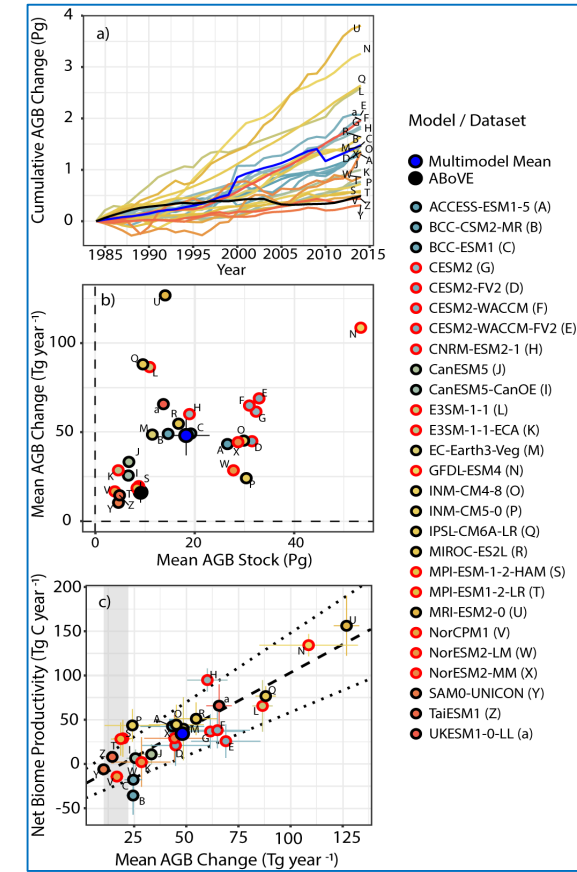 a)
Cumulative AGB Change (Pg)
4
3
2
1
0
1985 1990 1995 2000 2005 2010 2015
Year
U
N
Q
L
E
a
F
G
H
R
C
B
M
O
D
A
J
W
K
P
T
S
Z
Y
b)
Mean AGB Change (Tg year -1)
100
50
0
0 20 40
Mean AGB Stock (Pg)
U
N
O
L
a
H
F
E
G
R
M
B
C
A
O
X
D
W
P
J
K
I
S
V
T
Y
Z
c)
Net Biome Productivity (Tg C year -1)
200
150
100
50
0
-50
25 50 75 100 125
Mean AGB Change (Tg year -1)
U
N
H
Q
L
a
P
A
O
R
M
X
G
F
E
D
S
Z
W
J
K
Y
V
C
B
Model / Dataset
Multimodel Mean
ABoVE
ACCESS-ESM1-5 (A)
BCC-CSM2-MR (B)
BCC-ESM1 (C)
CESM2 (G)
CESM2-FV2 (D)
CESM2-WACCM (F)
CESM2-WACCM-FV2 (E)
CNRM-ESM2-1 (H)
CanESM5 (J)
CanESM5-CanOE (I)
E3SM-1-1 (L)
E3SM-1-1-ECA (K)
EC-Earth3-Veg (M)
GFDL-ESM4 (N)
INM-CM4-8 (O)
INM-CM5-0 (P)
IPSL-CM6A-LR (Q)
MIROC-ES2L (R)
MPI-ESM-1-2-HAM (S)
MPI-ESM1-2-LR (T)
MRI-ESM2-0 (U)
NorCPM1 (V)
NorESM2-LM (W)
NorESM2-MM (X)
SAM0-UNICON (Y)
TaiESM1 (Z)
UKESM1-0-LL (a)